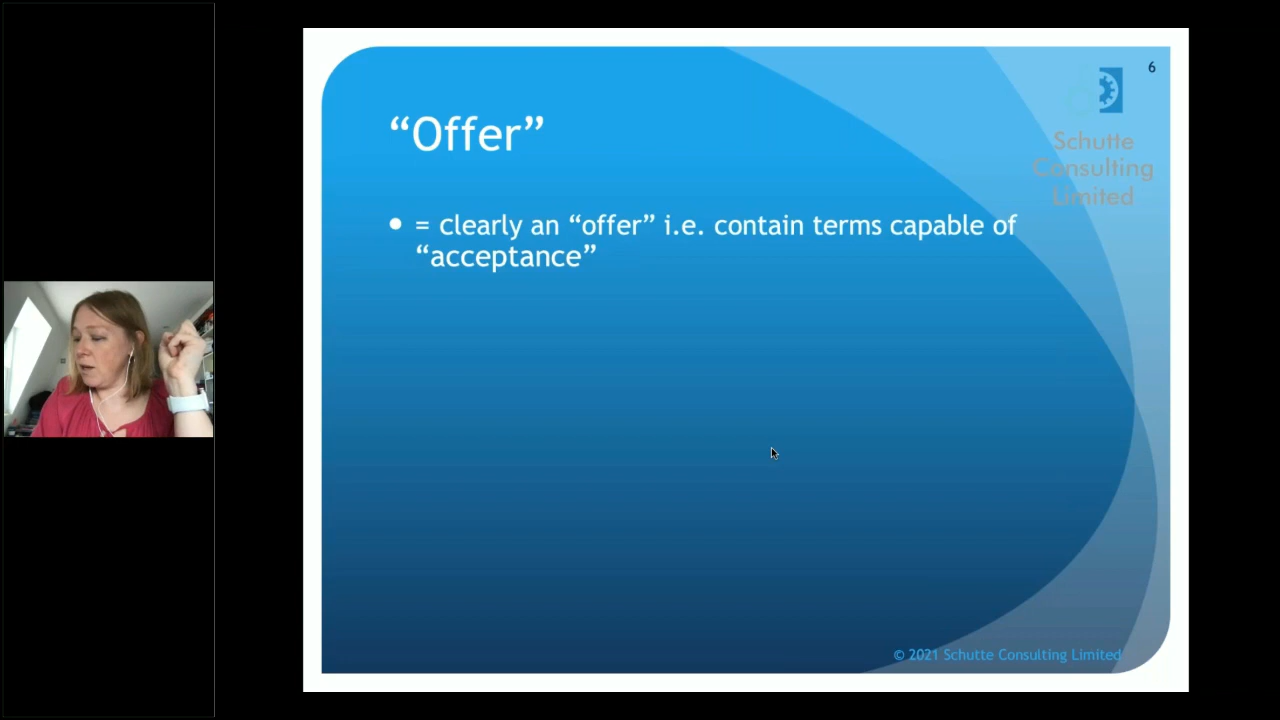 6
Schutte
Consulting
Limited
“Offer”
= clearly an “offer” i.e. contain terms capable of
“acceptance”
© 2021 Schutte Consulting Limited